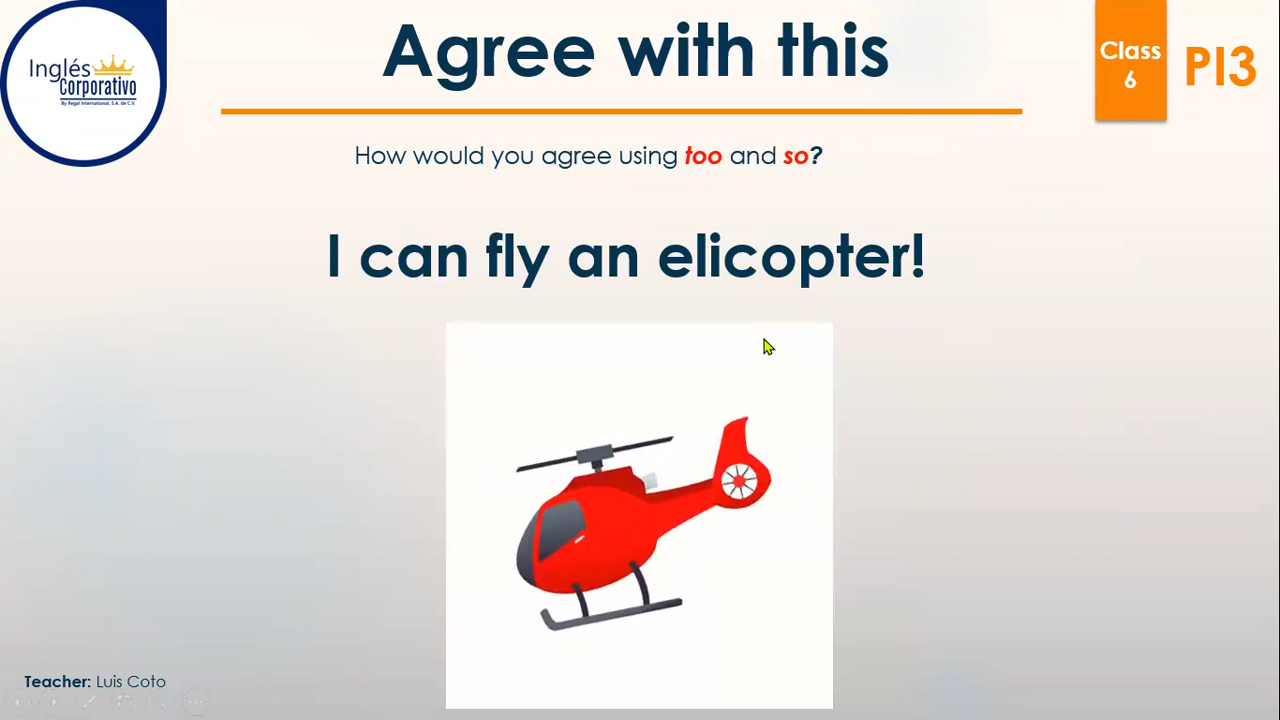 Agree with this
Class
6
PI3
Inglés
Corporativo
By Regal International, S.A. de C.V.
How would you agree using too and so?
I can fly an elicopter!
Teacher: Luis Coto